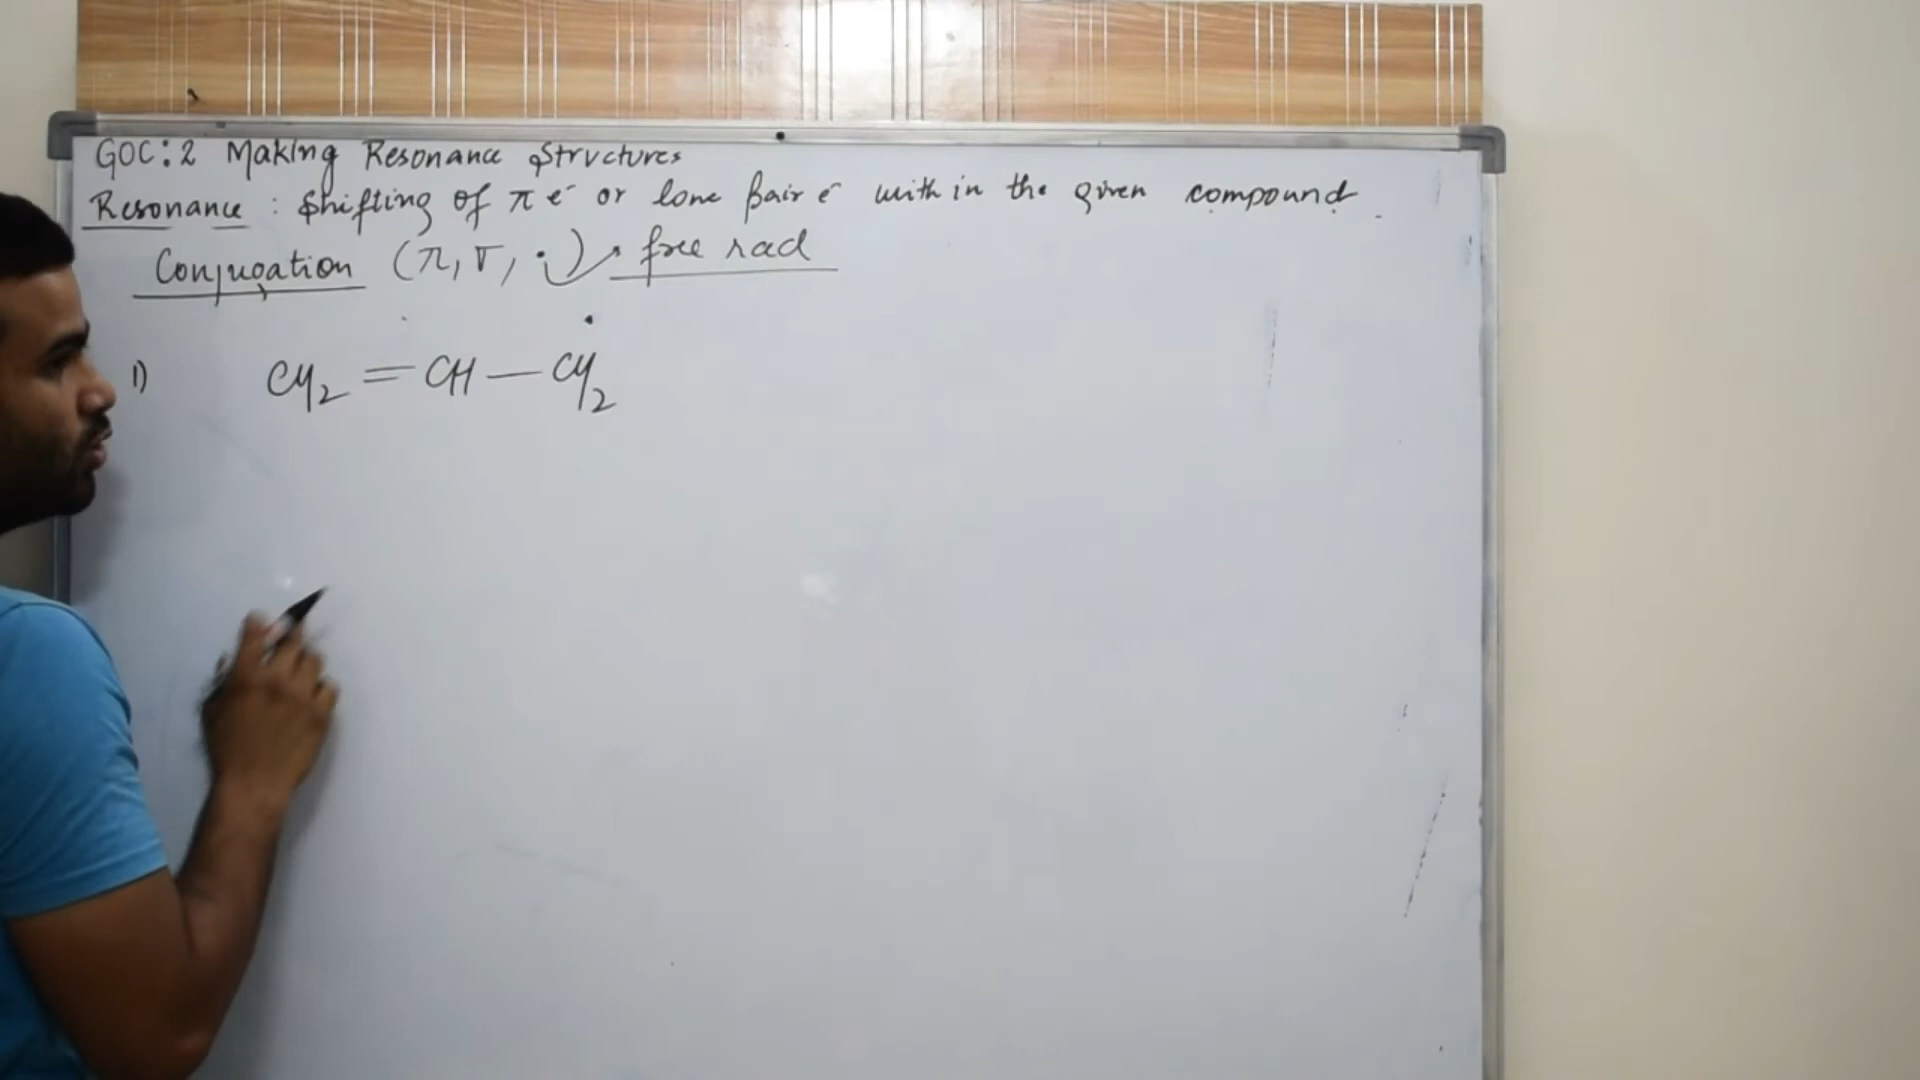 GOC:2 Making Resonance Structures
Resonance : Shifting of π e⁻ or lone pair e⁻ with in the given compound.
Conjugation (π, σ, •) → free rad
1) CH₂ = CH — ĊH₂